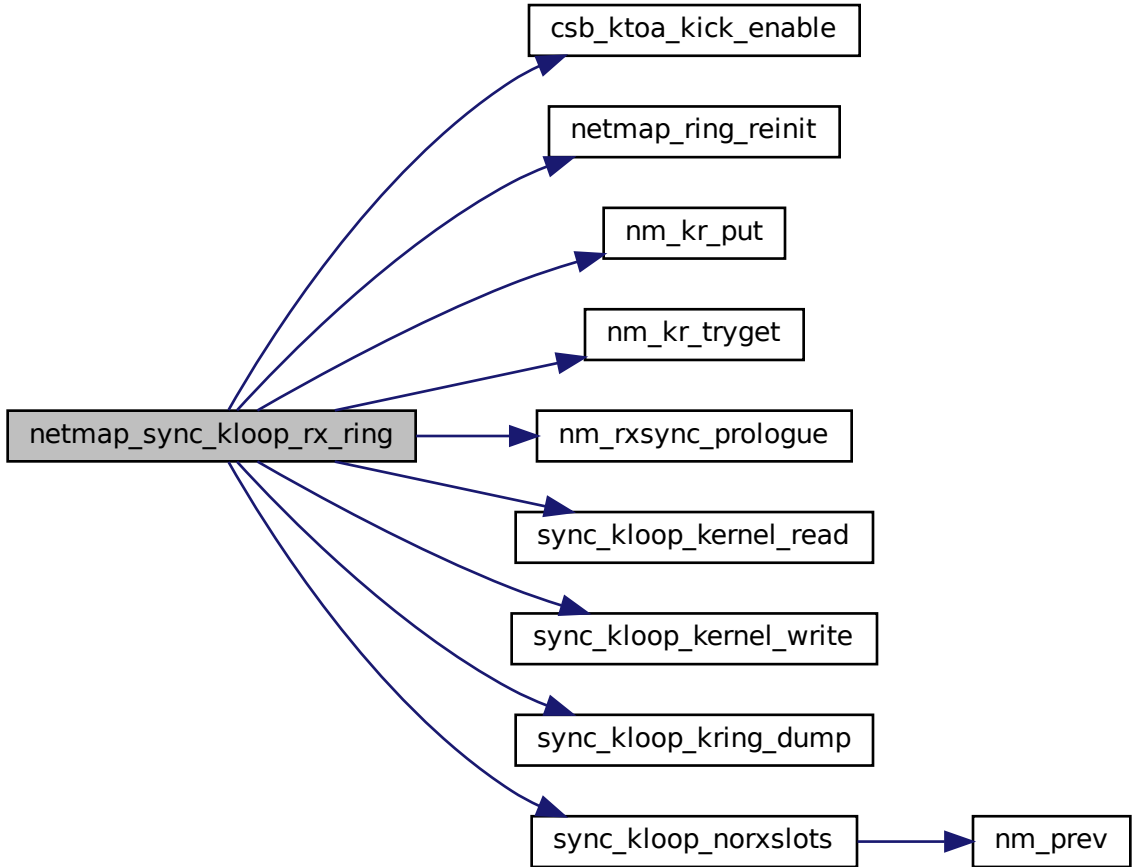 csb_ktoa_kick_enable
netmap_ring_reinit
nm_kr_put
nm_kr_tryget
netmap_sync_kloop_rx_ring
nm_rxsync_prologue
sync_kloop_kernel_read
sync_kloop_kernel_write
sync_kloop_kring_dump
sync_kloop_norxslots
nm_prev